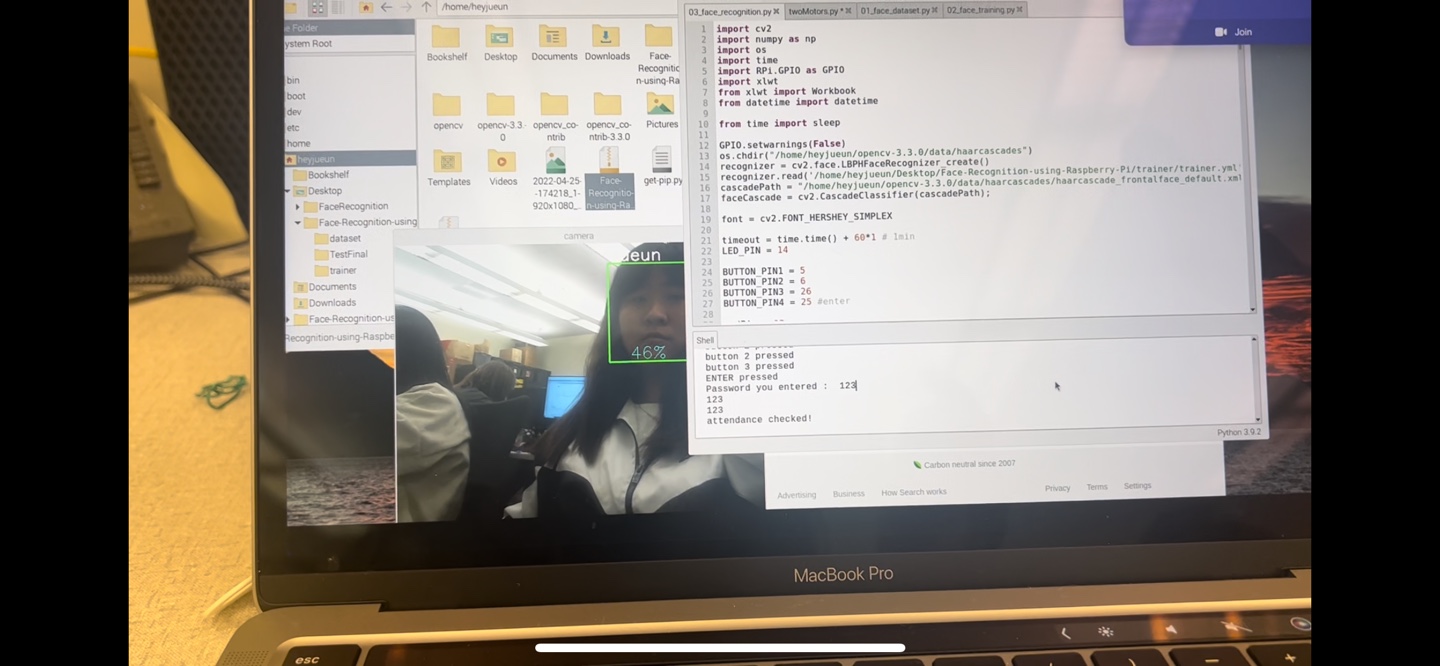 /home/heyjueun
e Folder
ystem Root
bin
boot
dev
etc
home
heyjueun
Bookshelf
Desktop
FaceRecognition
Face-Recognition-using
dataset
TestFinal
trainer
Documents
Downloads
Face-Recognition-us
Recognition-using-Raspbe
Bookshelf
Desktop
Documents
Downloads
Face-
Recognitic
n-using-Ra
opencv
opencv-3.3.
0
opencv_co-
ntrib
opencv_co-
ntrib-3.3.0
Pictures
Templates
Videos
2022-04-25
-174218_1-
920x1080_..
Face-
Recognitio-
n-using-Ra..
get-pip.py
camera
jeun
46%
03_face_recognition.py
twoMotors.py *
01_face_dataset.py
02_face_training.py
Join
1 import cv2
2 import numpy as np
3 import os
4 import time
5 import RPi.GPIO as GPIO
6 import xlwt
7 from xlwt import Workbook
8 from datetime import datetime
9
10 from time import sleep
11
12 GPIO.setwarnings(False)
13 os.chdir("/home/heyjueun/opencv-3.3.0/data/haarcascades")
14 recognizer = cv2.face.LBPHFaceRecognizer_create()
15 recognizer.read('/home/heyjueun/Desktop/Face-Recognition-using-Raspberry-Pi/trainer/trainer.yml'
16 cascadePath = "/home/heyjueun/opencv-3.3.0/data/haarcascades/haarcascade_frontalface_default.xml
17 faceCascade = cv2.CascadeClassifier(cascadePath);
18
19 font = cv2.FONT_HERSHEY_SIMPLEX
20
21 timeout = time.time() + 60*1 # 1min
22 LED_PIN = 14
23
24 BUTTON_PIN1 = 5
25 BUTTON_PIN2 = 6
26 BUTTON_PIN3 = 26
27 BUTTON_PIN4 = 25 #enter
28
Shell
button 2 pressed
button 3 pressed
ENTER pressed
Password you entered :  123
123
123
attendance checked!
Python 3.9.2
Carbon neutral since 2007
Advertising
Business
How Search works
Privacy
Terms
Settings
MacBook Pro
esc